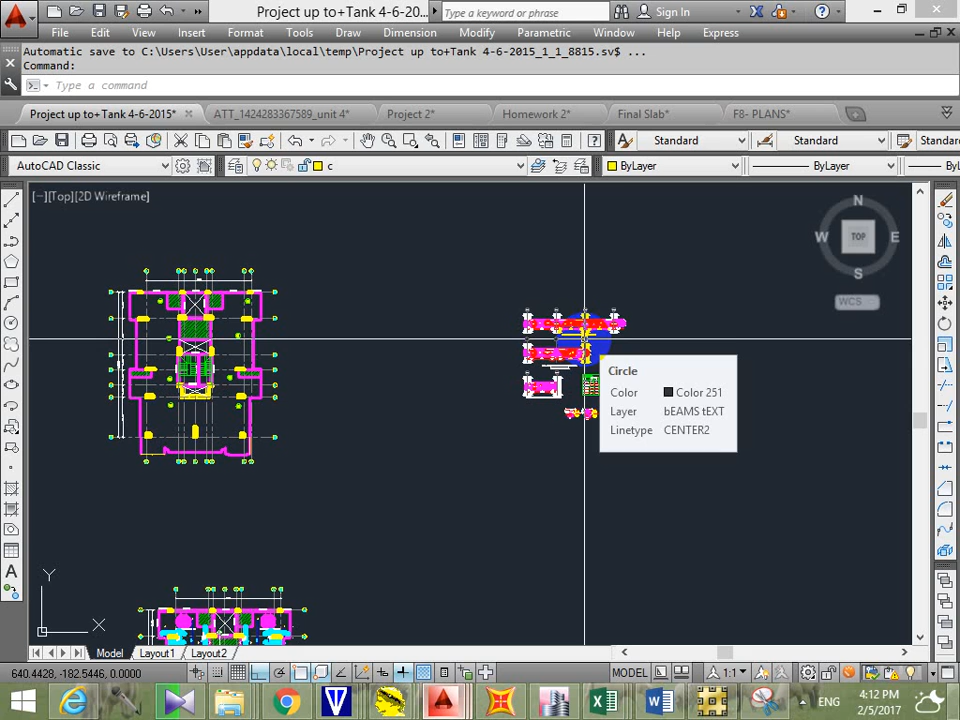 Project up to+Tank 4-6-20...
Type a keyword or phrase
Sign In
File Edit View Insert Format Tools Draw Dimension Modify Parametric Window Help Express
Automatic save to C:\Users\User\appdata\local\temp\Project up to+Tank 4-6-2015_1_1_8815.sv$ ...
Command:
Type a command
Project up to+Tank 4-6-2015* ATT_1424283367589_unit 4* Project 2* Homework 2* Final Slab* F8- PLANS*
Standard Standard Standard
AutoCAD Classic c ByLayer ByLayer ByL
[−][Top][2D Wireframe]
N
W TOP E
S
WCS
Circle
Color Color 251
Layer bEAMS tEXT
Linetype CENTER2
Y
X
Model Layout1 Layout2
640.4428, -182.5446, 0.0000 MODEL 1:1
4:12 PM
ENG
2/5/2017